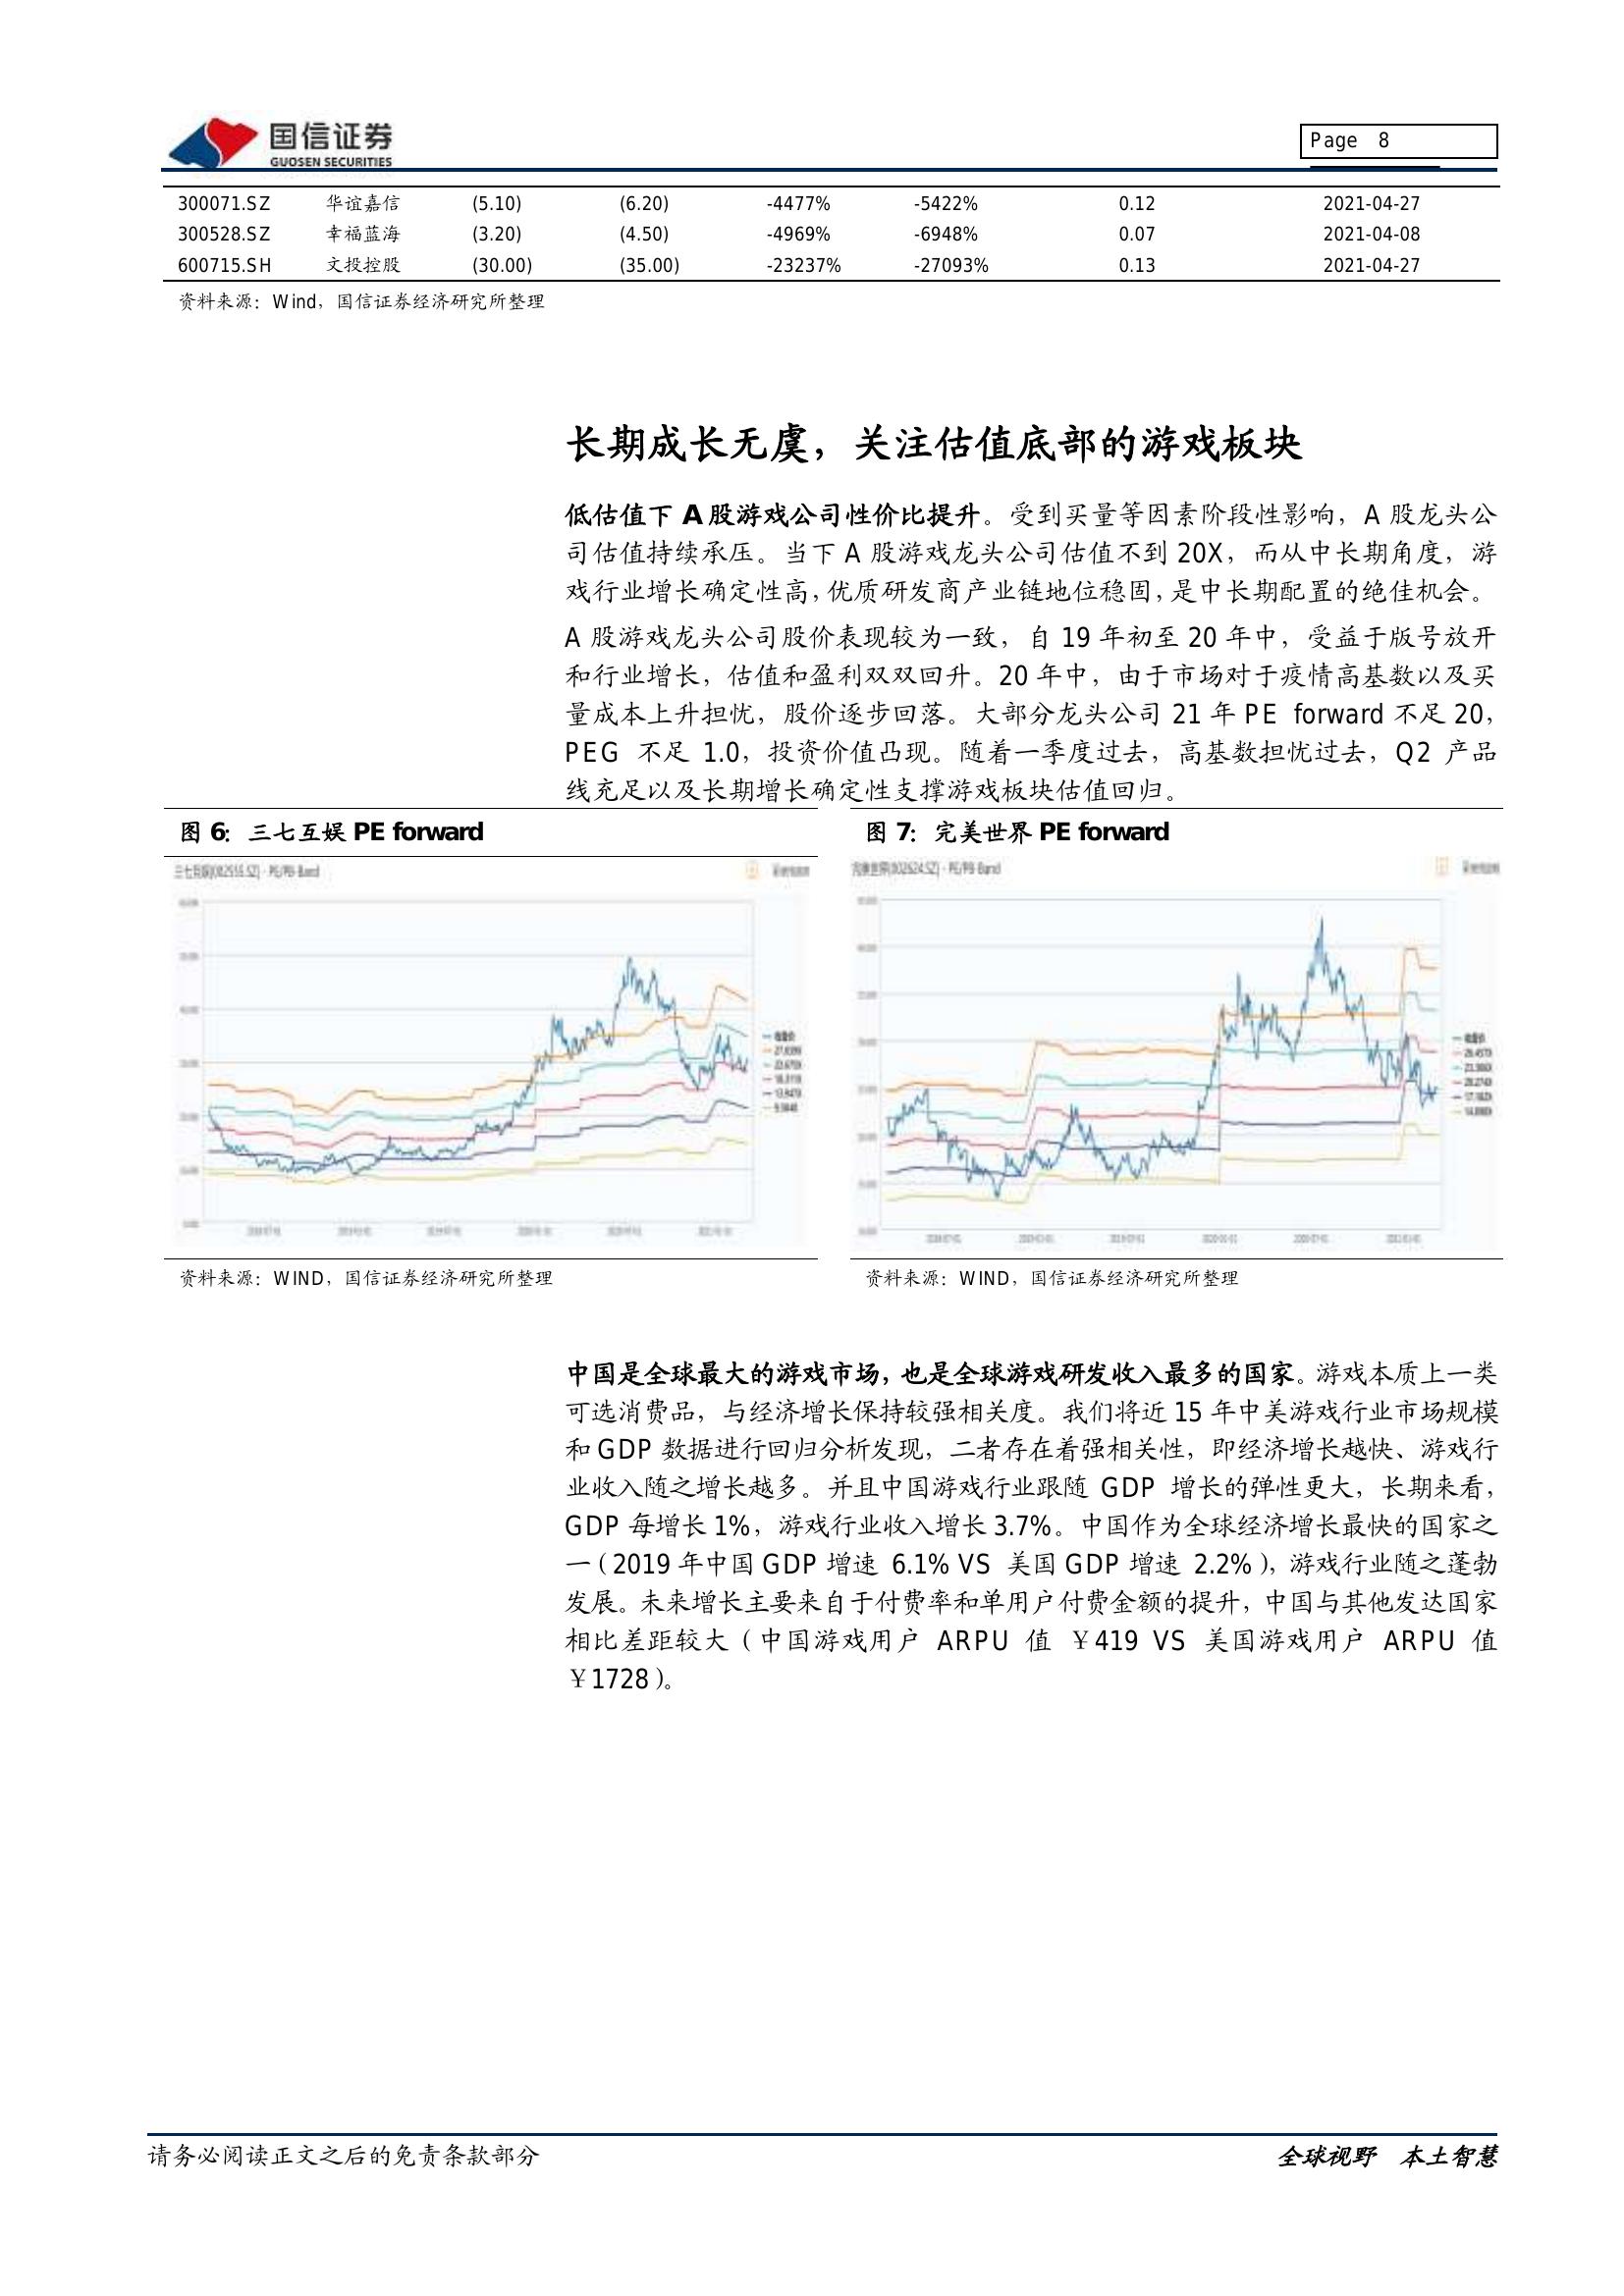 国信证券
GUOSEN SECURITIES
Page 8
300071.SZ 华谊嘉信 (5.10) (6.20) -4477% -5422% 0.12 2021-04-27
300528.SZ 幸福蓝海 (3.20) (4.50) -4969% -6948% 0.07 2021-04-08
600715.SH 文投控股 (30.00) (35.00) -23237% -27093% 0.13 2021-04-27
资料来源：Wind，国信证券经济研究所整理
长期成长无虞，关注估值底部的游戏板块
低估值下 A 股游戏公司性价比提升。受到买量等因素阶段性影响，A 股龙头公
司估值持续承压。当下 A 股游戏龙头公司估值不到 20X，而从中长期角度，游
戏行业增长确定性高，优质研发商产业链地位稳固，是中长期配置的绝佳机会。
A 股游戏龙头公司股价表现较为一致，自 19 年初至 20 年中，受益于版号放开
和行业增长，估值和盈利双双回升。20 年中，由于市场对于疫情高基数以及买
量成本上升担忧，股价逐步回落。大部分龙头公司 21 年 PE forward 不足 20，
PEG 不足 1.0，投资价值凸现。随着一季度过去，高基数担忧过去，Q2 产品
线充足以及长期增长确定性支撑游戏板块估值回归。
图 6：三七互娱 PE forward
图 7：完美世界 PE forward
资料来源：WIND，国信证券经济研究所整理
资料来源：WIND，国信证券经济研究所整理
中国是全球最大的游戏市场，也是全球游戏研发收入最多的国家。游戏本质上一类
可选消费品，与经济增长保持较强相关度。我们将近 15 年中美游戏行业市场规模
和 GDP 数据进行回归分析发现，二者存在着强相关性，即经济增长越快、游戏行
业收入随之增长越多。并且中国游戏行业跟随 GDP 增长的弹性更大，长期来看，
GDP 每增长 1%，游戏行业收入增长 3.7%。中国作为全球经济增长最快的国家之
一（2019 年中国 GDP 增速 6.1% VS 美国 GDP 增速 2.2%），游戏行业随之蓬勃
发展。未来增长主要来自于付费率和单用户付费金额的提升，中国与其他发达国家
相比差距较大（中国游戏用户 ARPU 值 ￥419 VS 美国游戏用户 ARPU 值
￥1728）。
请务必阅读正文之后的免责条款部分
全球视野 本土智慧